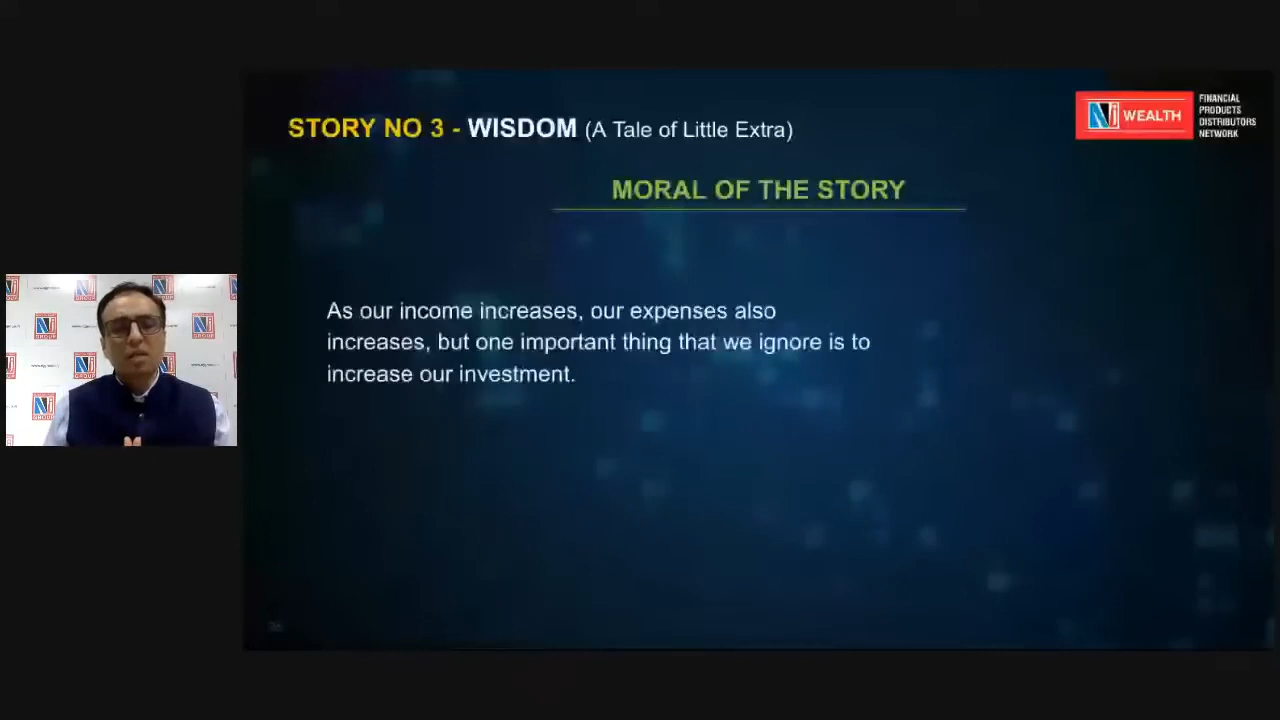 STORY NO 3 - WISDOM (A Tale of Little Extra)
NJ WEALTH
FINANCIAL
PRODUCTS
DISTRIBUTORS
NETWORK
MORAL OF THE STORY
As our income increases, our expenses also
increases, but one important thing that we ignore is to
increase our investment.
NJ
GROUP